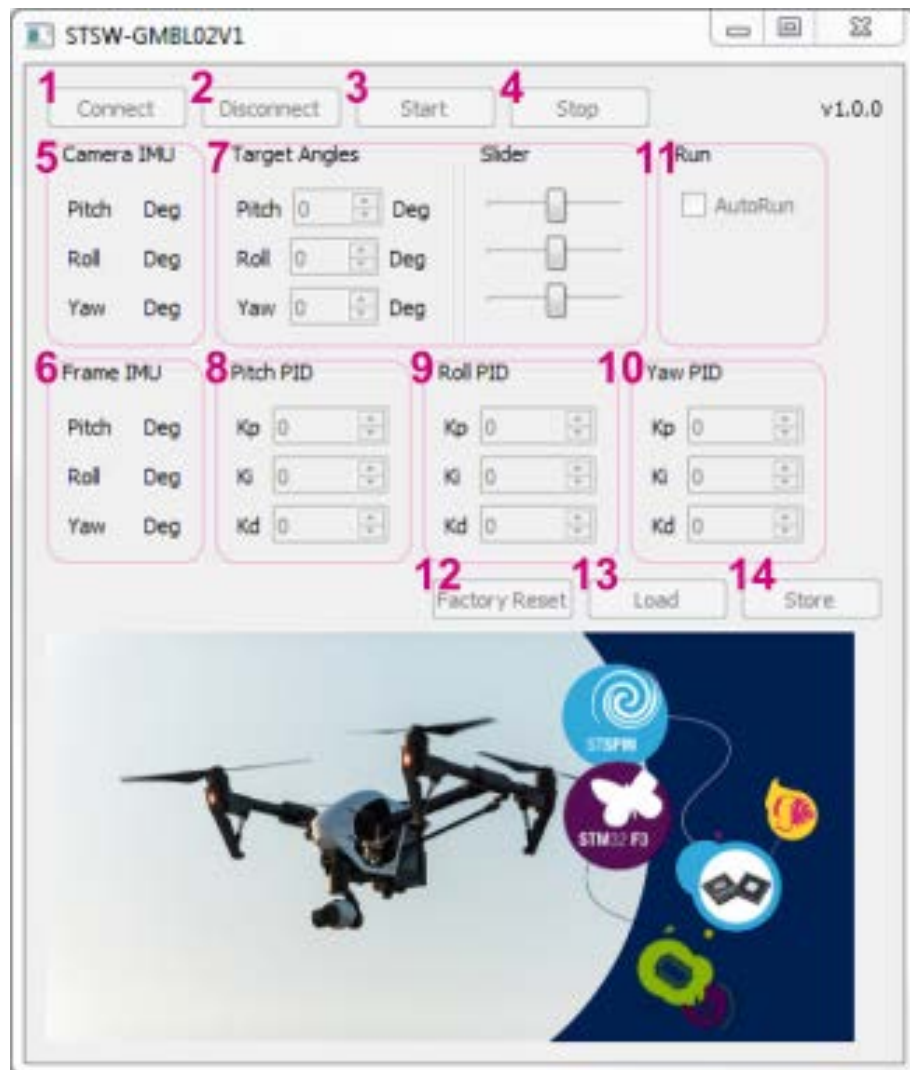 STSW-GMBL02V1
1 Connect 2 Disconnect 3 Start 4 Stop v1.0.0
5 Camera IMU 7 Target Angles Slider 11 Run
Pitch Deg Pitch 0 Deg AutoRun
Roll Deg Roll 0 Deg
Yaw Deg Yaw 0 Deg
6 Frame IMU 8 Pitch PID 9 Roll PID 10 Yaw PID
Pitch Deg Kp 0 Kp 0 Kp 0
Roll Deg Ki 0 Ki 0 Ki 0
Yaw Deg Kd 0 Kd 0 Kd 0
12 Factory Reset 13 Load 14 Store
STSPIN
STM32 F3